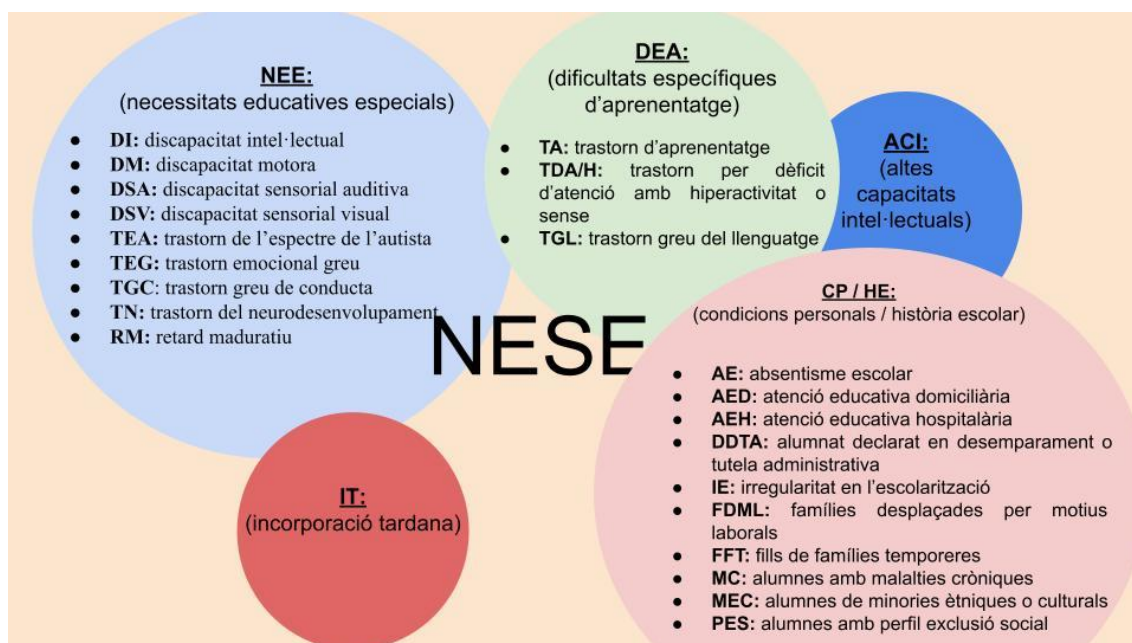 NEE:
(necessitats educatives especials)
● DI: discapacitat intel·lectual
● DM: discapacitat motora
● DSA: discapacitat sensorial auditiva
● DSV: discapacitat sensorial visual
● TEA: trastorn de l’espectre de l’autista
● TEG: trastorn emocional greu
● TGC: trastorn greu de conducta
● TN: trastorn del neurodesenvolupament
● RM: retard maduratiu
DEA:
(dificultats específiques
d’aprenentatge)
● TA: trastorn d’aprenentatge
● TDA/H: trastorn per dèficit
d’atenció amb hiperactivitat o
sense
● TGL: trastorn greu del llenguatge
ACI:
(altes
capacitats
intel·lectuals)
NESE
CP / HE:
(condicions personals / història escolar)
● AE: absentisme escolar
● AED: atenció educativa domiciliària
● AEH: atenció educativa hospitalària
● DDTA: alumnat declarat en desemparament o
tutela administrativa
● IE: irregularitat en l’escolarització
● FDML: famílies desplaçades per motius
laborals
● FFT: fills de famílies temporeres
● MC: alumnes amb malalties cròniques
● MEC: alumnes de minories ètniques o culturals
● PES: alumnes amb perfil exclusió social
IT:
(incorporació tardana)